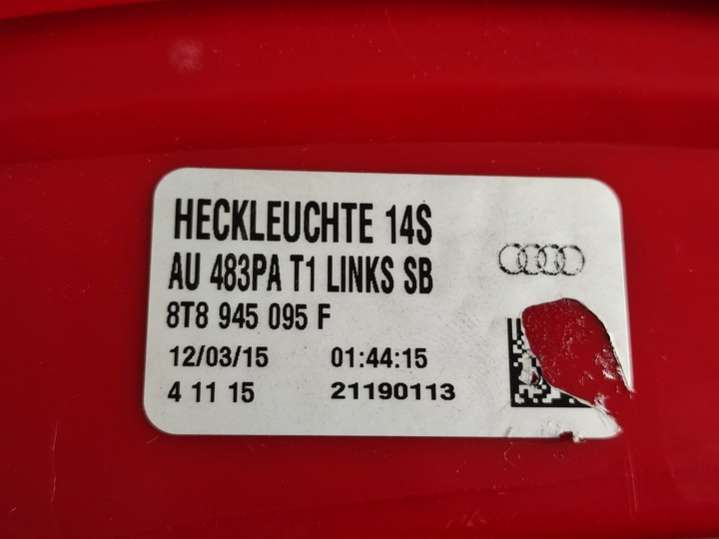 HECKLEUCHTE 14S
AU 483PA T1 LINKS SB
8T8 945 095 F
12/03/15 01:44:15
4 11 15 21190113